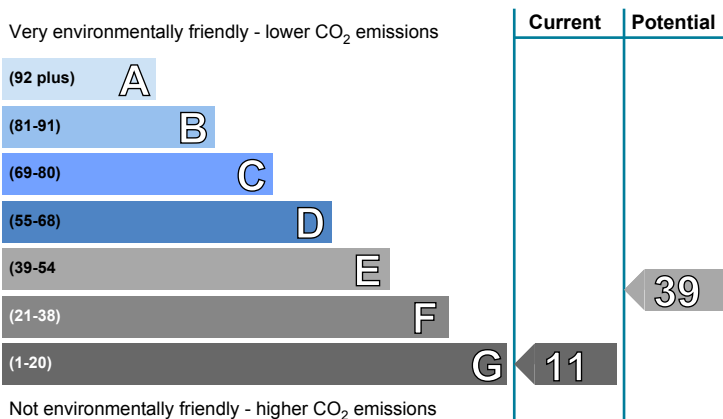 Current Potential
Very environmentally friendly - lower CO2 emissions
(92 plus) A
(81-91) B
(69-80) C
(55-68) D
(39-54 E
39
(21-38) F
(1-20) G 11
Not environmentally friendly - higher CO2 emissions